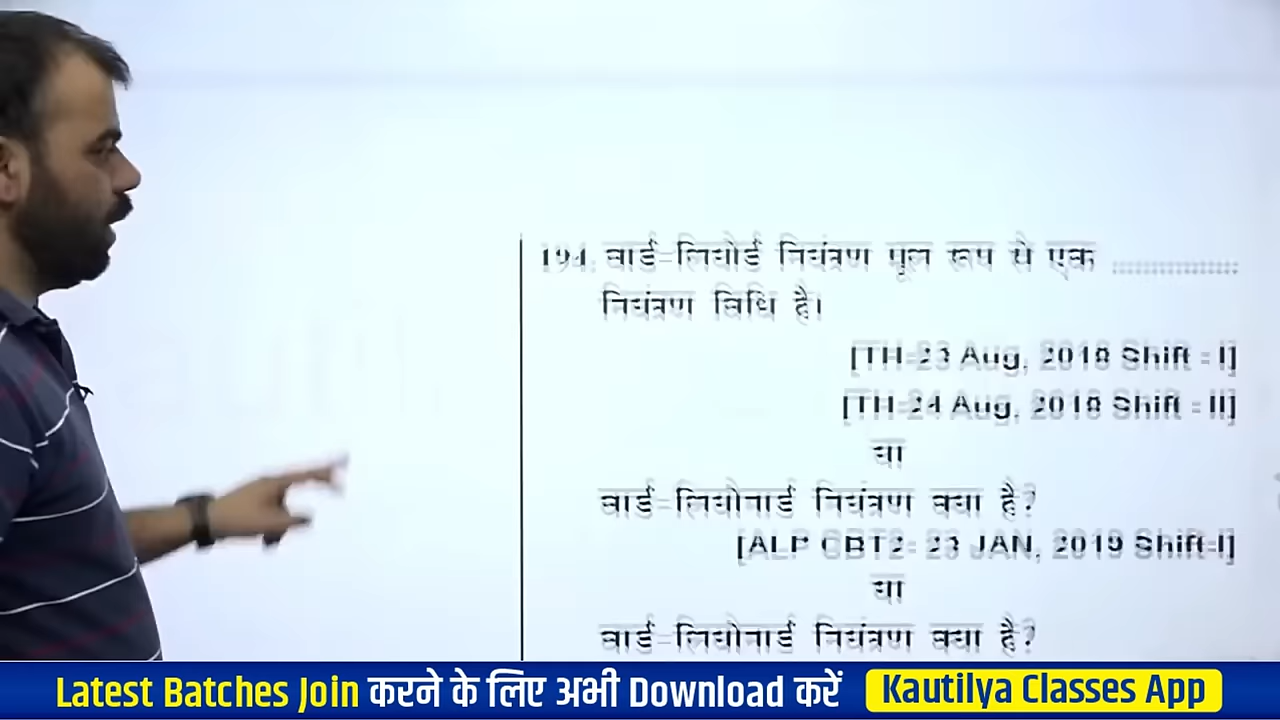 194. वार्ड-लियोर्ड नियंत्रण मूल रूप से एक ....................
नियंत्रण विधि है।
[TH-23 Aug, 2018 Shift - I]
[TH-24 Aug, 2018 Shift - II]
या
वार्ड-लियोनार्ड नियंत्रण क्या है?
[ALP CBT2- 23 JAN, 2019 Shift-I]
या
वार्ड-लियोनार्ड नियंत्रण क्या है?
Latest Batches Join करने के लिए अभी Download करें Kautilya Classes App